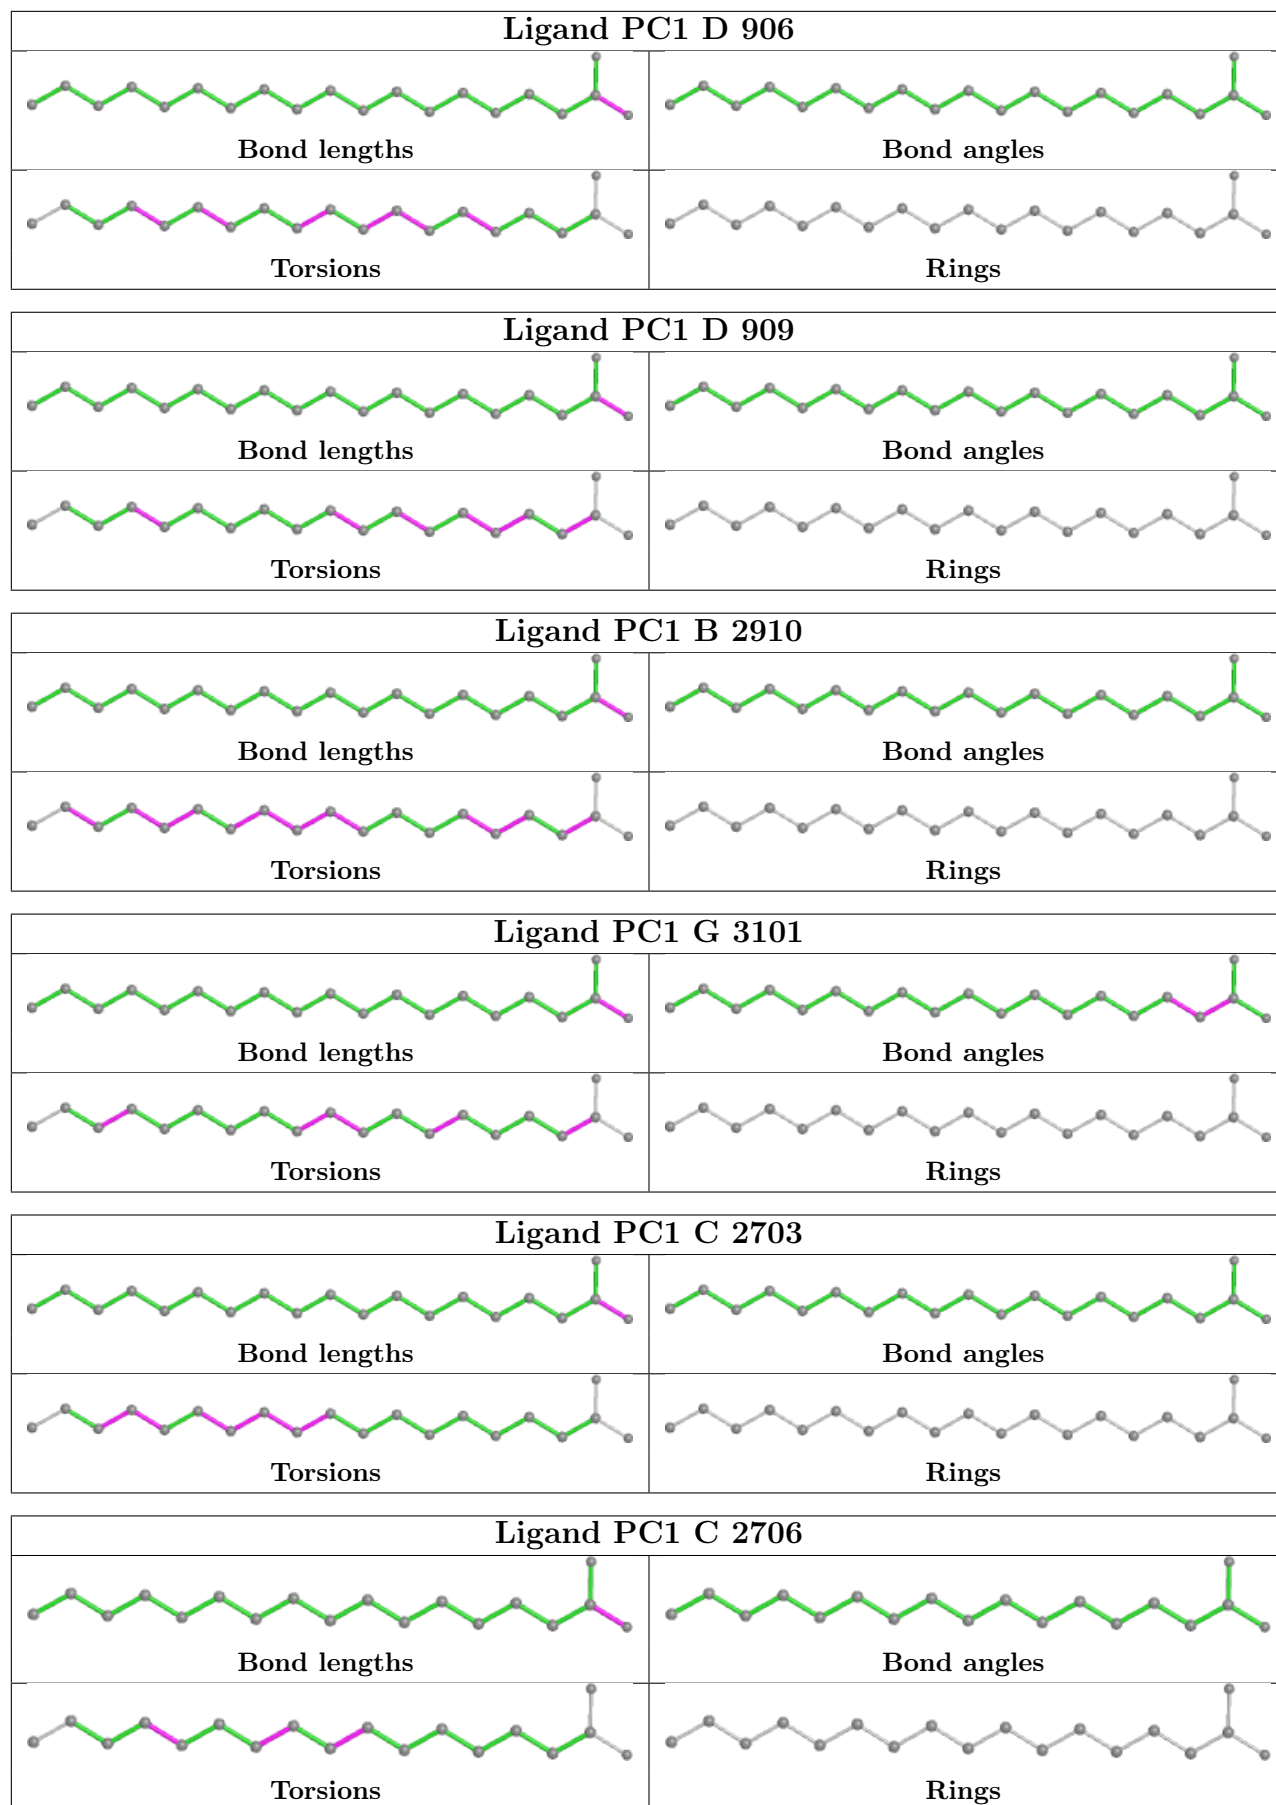 Ligand PC1 D 906
Bond lengths
Bond angles
Torsions
Rings
Ligand PC1 D 909
Bond lengths
Bond angles
Torsions
Rings
Ligand PC1 B 2910
Bond lengths
Bond angles
Torsions
Rings
Ligand PC1 G 3101
Bond lengths
Bond angles
Torsions
Rings
Ligand PC1 C 2703
Bond lengths
Bond angles
Torsions
Rings
Ligand PC1 C 2706
Bond lengths
Bond angles
Torsions
Rings